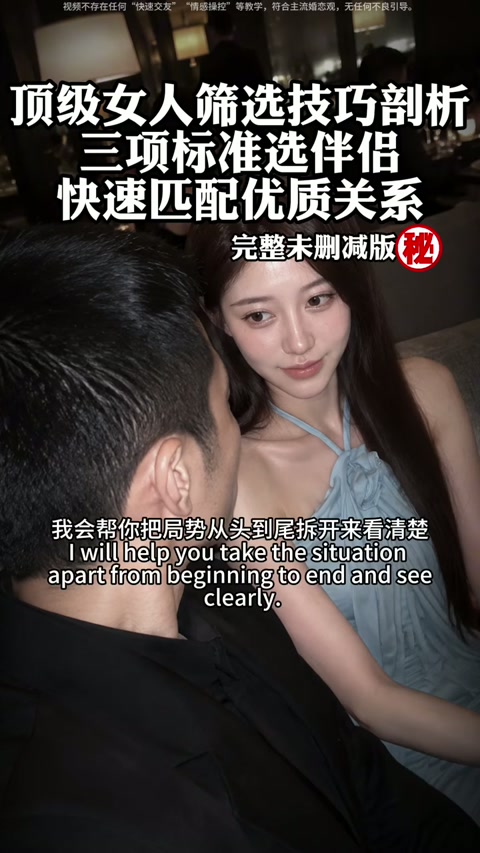 视频不存在任何“快速交友”“情感操控”等教学，符合主流婚恋观，无任何不良引导。
顶级女人筛选技巧剖析
三项标准选伴侣
快速匹配优质关系
完整未删减版 秘
我会帮你把局势从头到尾拆开来看清楚
I will help you take the situation
apart from beginning to end and see
clearly.